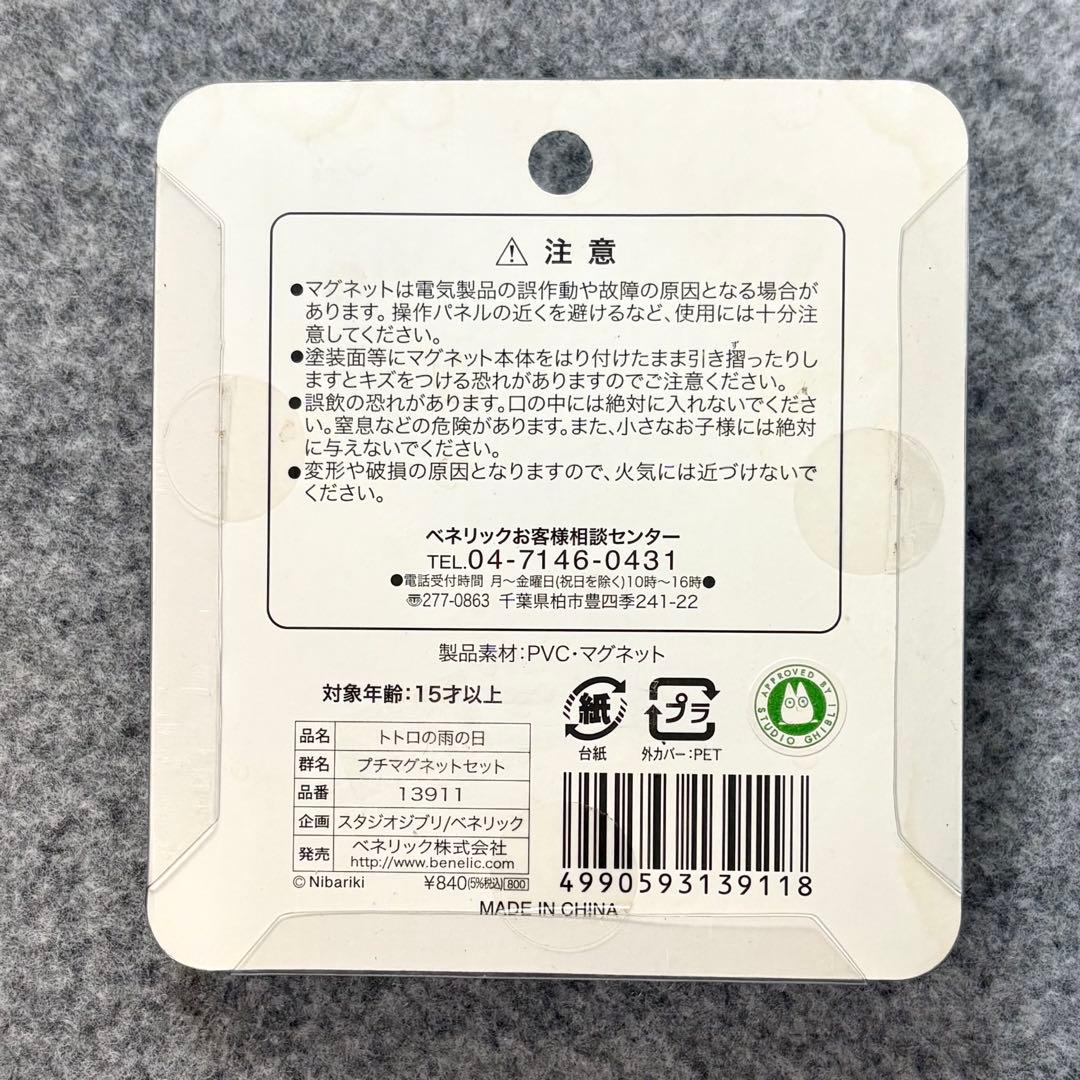 注意
●マグネットは電気製品の誤作動や故障の原因となる場合が
あります。操作パネルの近くを避けるなど、使用には十分注
意してください。
●塗装面等にマグネット本体をはり付けたまま引き摺ったりし
ず
ますとキズをつける恐れがありますのでご注意ください。
●誤飲の恐れがあります。口の中には絶対に入れないでくださ
い。窒息などの危険があります。また、小さなお子様には絶対
に与えないでください。
●変形や破損の原因となりますので、火気には近づけないで
ください。
ベネリックお客様相談センター
TEL.04-7146-0431
●電話受付時間 月～金曜日(祝日を除く)10時～16時●
〠277-0863 千葉県柏市豊四季241-22
製品素材:PVC・マグネット
対象年齢:15才以上
紙
台紙
プラ
外カバー:PET
APPROVED BY
STUDIO GHIBLI
品名 トトロの雨の日
群名 プチマグネットセット
品番 13911
企画 スタジオジブリ/ベネリック
発売 ベネリック株式会社
http://www.benelic.com
© Nibariki ¥840(5%税込)800
4990593139118
MADE IN CHINA